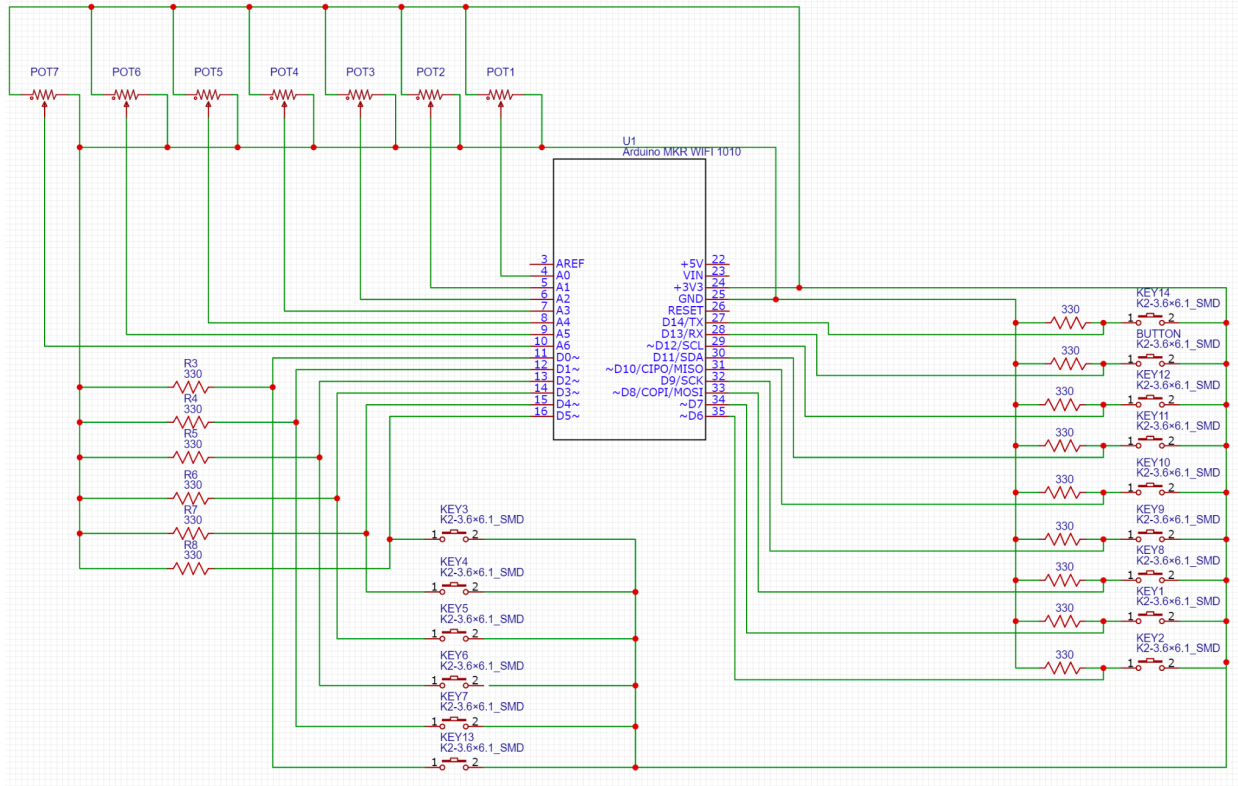 POT7 POT6 POT5 POT4 POT3 POT2 POT1
U1
Arduino MKR WIFI 1010
3 AREF
4 A0
5 A1
6 A2
7 A3
8 A4
9 A5
10 A6
11 D0~
12 D1~
13 D2~
14 D3~
15 D4~
16 D5~
+5V 22
VIN 23
+3V3 24
GND 25
RESET 26
D14/TX 27
D13/RX 28
~D12/SCL 29
D11/SDA 30
~D10/CIPO/MISO 31
D9/SCK 32
~D8/COPI/MOSI 33
~D7 34
~D6 35
R3
330
R4
330
R5
330
R6
330
R7
330
R8
330
KEY3
K2-3.6×6.1_SMD
1 2
KEY4
K2-3.6×6.1_SMD
1 2
KEY5
K2-3.6×6.1_SMD
1 2
KEY6
K2-3.6×6.1_SMD
1 2
KEY7
K2-3.6×6.1_SMD
1 2
KEY13
K2-3.6×6.1_SMD
1 2
KEY14
K2-3.6×6.1_SMD
330 1 2
BUTTON
K2-3.6×6.1_SMD
330 1 2
KEY12
K2-3.6×6.1_SMD
330 1 2
KEY11
K2-3.6×6.1_SMD
330 1 2
KEY10
K2-3.6×6.1_SMD
330 1 2
KEY9
K2-3.6×6.1_SMD
330 1 2
KEY8
K2-3.6×6.1_SMD
330 1 2
KEY1
K2-3.6×6.1_SMD
330 1 2
KEY2
K2-3.6×6.1_SMD
330 1 2